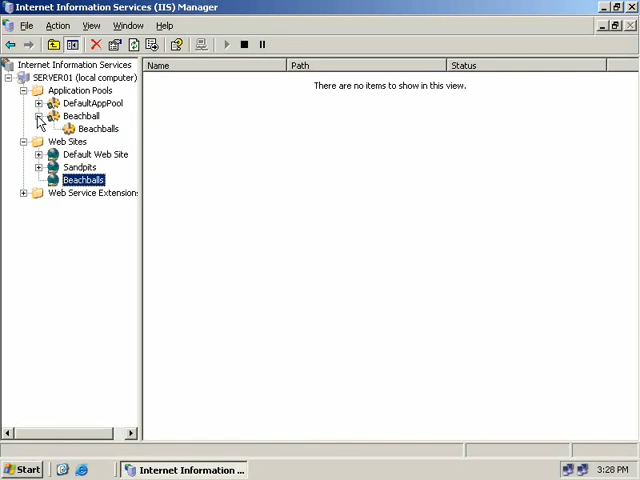 Internet Information Services (IIS) Manager
File Action View Window Help
Internet Information Services
SERVER01 (local computer)
Application Pools
DefaultAppPool
Beachball
Beachballs
Web Sites
Default Web Site
Sandpits
Beachballs
Web Service Extensions
Name Path Status
There are no items to show in this view.
Start Internet Information ... 3:28 PM